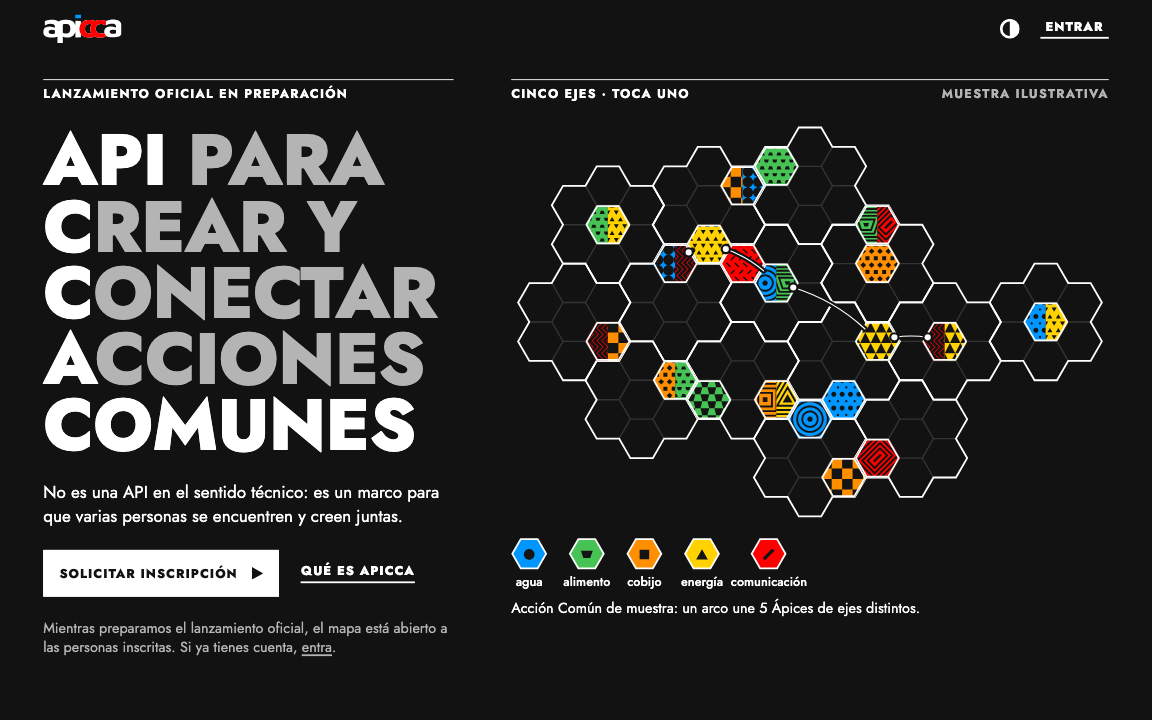 apicca
ENTRAR
LANZAMIENTO OFICIAL EN PREPARACIÓN
API PARA
CREAR Y
CONECTAR
ACCIONES
COMUNES
No es una API en el sentido técnico: es un marco para
que varias personas se encuentren y creen juntas.
SOLICITAR INSCRIPCIÓN
QUÉ ES APICCA
Mientras preparamos el lanzamiento oficial, el mapa está abierto a
las personas inscritas. Si ya tienes cuenta, entra.
CINCO EJES · TOCA UNO
MUESTRA ILUSTRATIVA
agua
alimento
cobijo
energía
comunicación
Acción Común de muestra: un arco une 5 Ápices de ejes distintos.